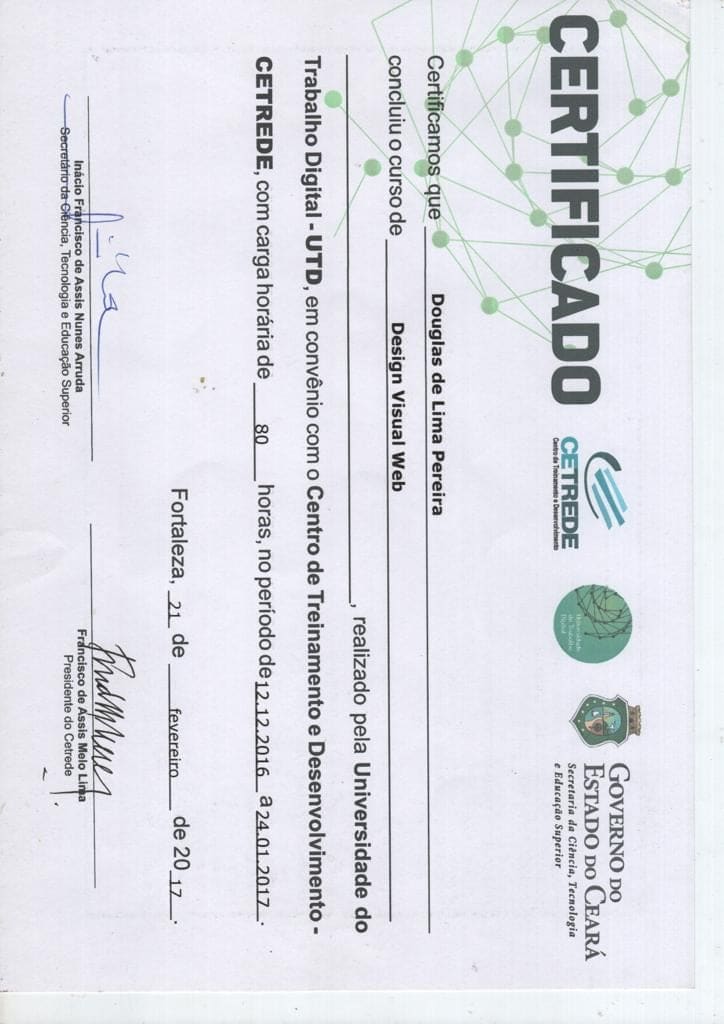 CERTIFICADO
CETREDE
Centro de Treinamento e Desenvolvimento
Universidade
do Trabalho
Digital
GOVERNO DO
ESTADO DO CEARÁ
Secretaria da Ciência, Tecnologia
e Educação Superior
Certificamos que Douglas de Lima Pereira
concluiu o curso de Design Visual Web
, realizado pela Universidade do
Trabalho Digital - UTD, em convênio com o Centro de Treinamento e Desenvolvimento -
CETREDE, com carga horária de 80 horas, no período de 12.12.2016 a 24.01.2017.
Fortaleza, 21 de fevereiro de 20 17.
Inácio Francisco de Assis Nunes Arruda
Secretário da Ciência, Tecnologia e Educação Superior
Francisco de Assis Melo Lima
Presidente do Cetrede